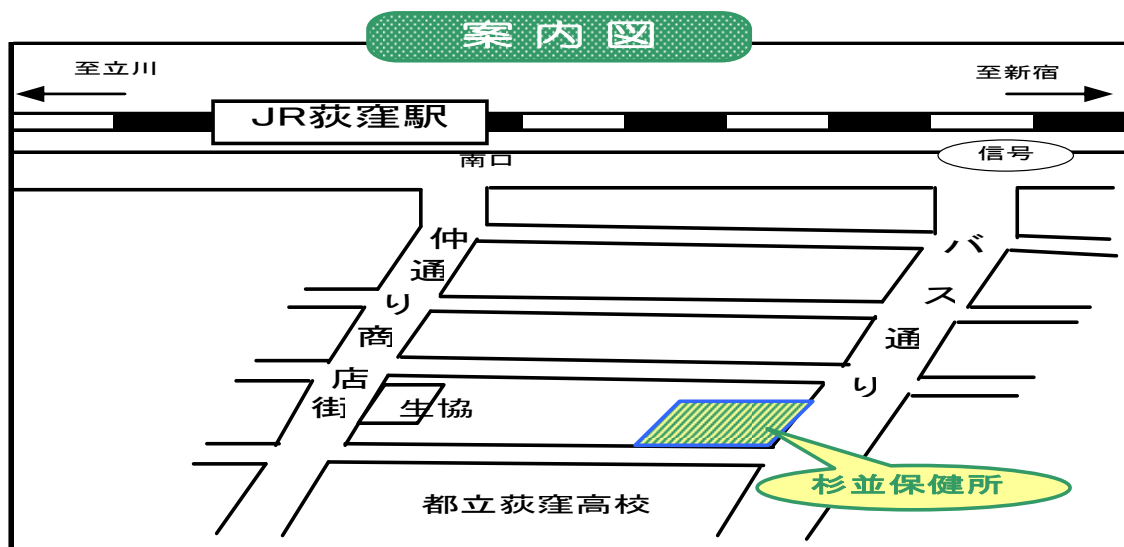 案内図
至立川
至新宿
JR荻窪駅
南口
信号
仲通り商店街
バス通り
生協
杉並保健所
都立荻窪高校